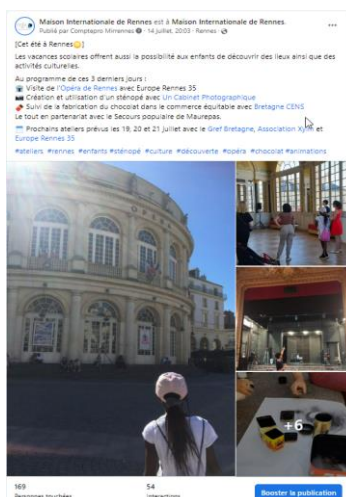 Maison Internationale de Rennes est à Maison Internationale de Rennes.
Publié par Comptepro Mirrennes · 14 juillet, 20:03 · Rennes ·
[Cet été à Rennes🌞]
Les vacances scolaires offrent aussi la possibilité aux enfants de découvrir des lieux ainsi que des
activités culturelles.
Au programme de ces 3 derniers jours :
Visite de l'Opéra de Rennes avec Europe Rennes 35
Création et utilisation d'un sténopé avec Un Cabinet Photographique
Suivi de la fabrication du chocolat dans le commerce équitable avec Bretagne CENS
Le tout en partenariat avec le Secours populaire de Maurepas.
Prochains ateliers prévus les 19, 20 et 21 juillet avec le Gref Bretagne, Association et
Europe Rennes 35
#ateliers #rennes #enfants #sténopé #culture #découverte #opéra #chocolat #animations
OPERA
+6
169
Personnes touchées
54
Interactions
Booster la publication